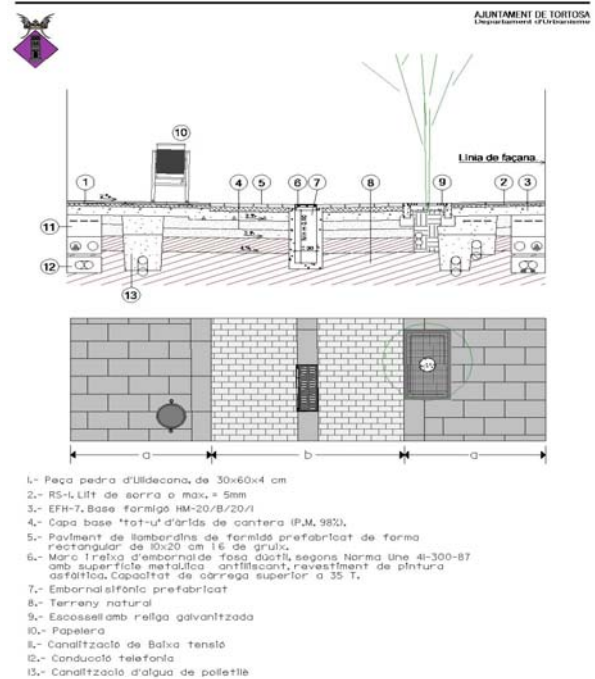 AJUNTAMENT DE TORTOSA
Departament d'Urbanisme
10
Línia de façana
1
4
5
6
7
8
9
2
3
11
12
13
a
b
a
1.- Peça pedra d'Ulldecona, de 30x60x4 cm
2.- RS-1. Llit de sorra o max. = 5mm
3.- EFH-7. Base formigó HM-20/B/20/I
4.- Capa base "tot-u" d'àrids de cantera (P.M. 98%).
5.- Paviment de llambordins de formigó prefabricat de forma
rectangular de 10x20 cm i 6 de gruix.
6.- Marc i reixa d'embornal de fosa dúctil, segons Norma Une 41-300-87
amb superfície metàl.lica antilliscant, revestiment de pintura
asfàltica. Capacitat de càrrega superior a 35 T.
7.- Embornal sifònic prefabricat
8.- Terreny natural
9.- Escossell amb religa galvanitzada
10.- Papelera
11.- Canalització de Baixa tensió
12.- Conducció telefonia
13.- Canalització d'aigua de polietilè